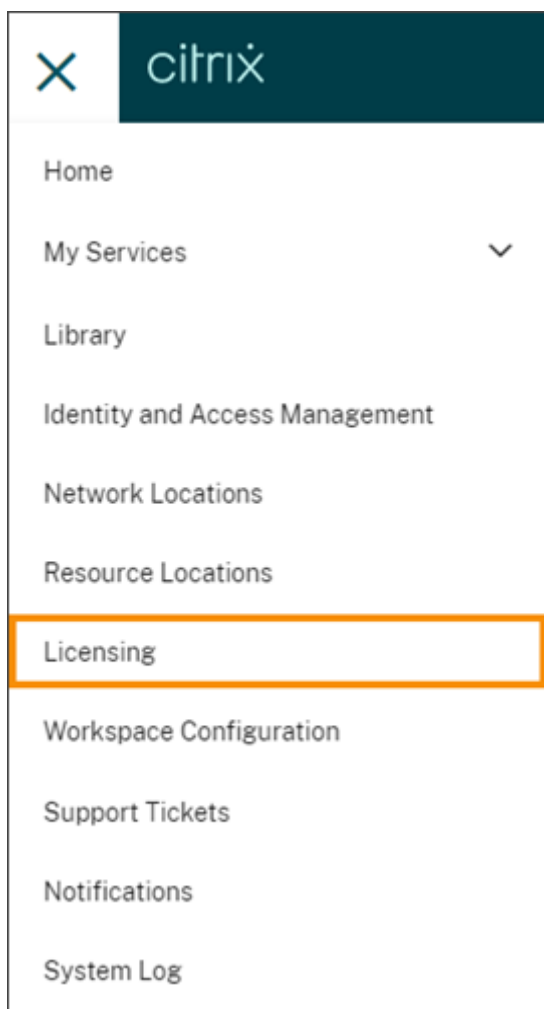 citrix
Home
My Services
Library
Identity and Access Management
Network Locations
Resource Locations
Licensing
Workspace Configuration
Support Tickets
Notifications
System Log